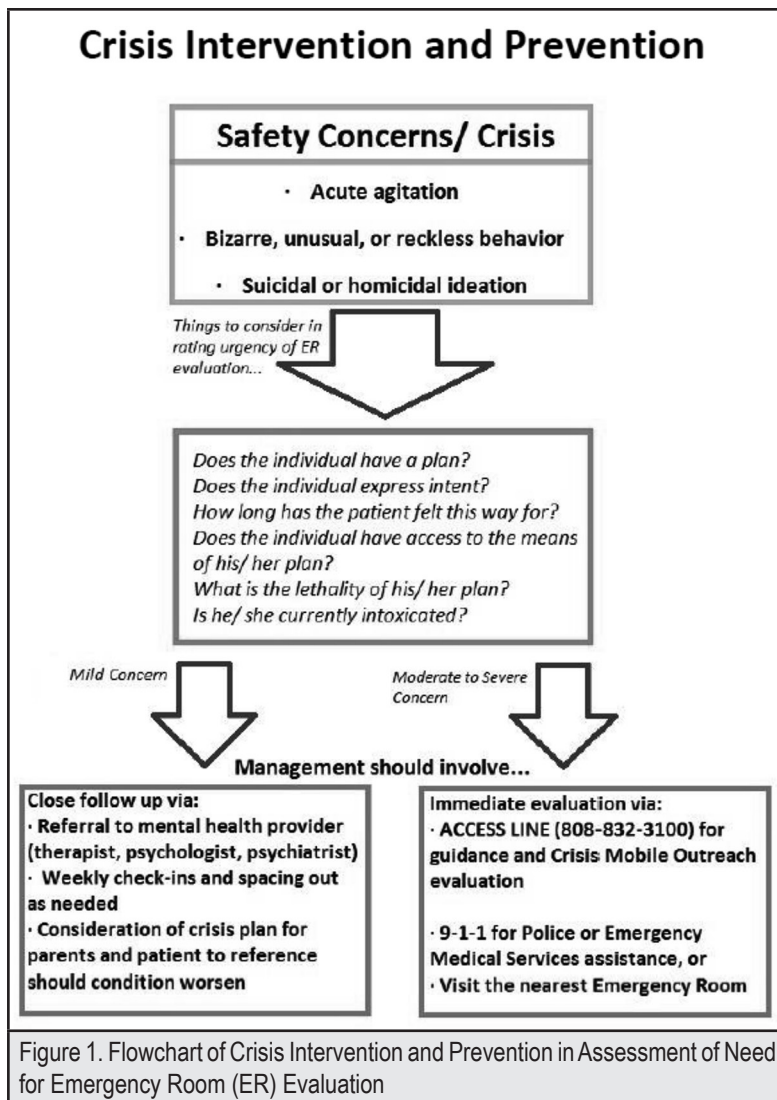 Crisis Intervention and Prevention
Safety Concerns/ Crisis
· Acute agitation
· Bizarre, unusual, or reckless behavior
· Suicidal or homicidal ideation
Things to consider in
rating urgency of ER
evaluation...
Does the individual have a plan?
Does the individual express intent?
How long has the patient felt this way for?
Does the individual have access to the means
of his/ her plan?
What is the lethality of his/ her plan?
Is he/ she currently intoxicated?
Mild Concern
Moderate to Severe
Concern
Management should involve...
Close follow up via:
· Referral to mental health provider
(therapist, psychologist, psychiatrist)
· Weekly check-ins and spacing out
as needed
· Consideration of crisis plan for
parents and patient to reference
should condition worsen
Immediate evaluation via:
· ACCESS LINE (808-832-3100) for
guidance and Crisis Mobile Outreach
evaluation
· 9-1-1 for Police or Emergency
Medical Services assistance, or
· Visit the nearest Emergency Room
Figure 1. Flowchart of Crisis Intervention and Prevention in Assessment of Need
for Emergency Room (ER) Evaluation